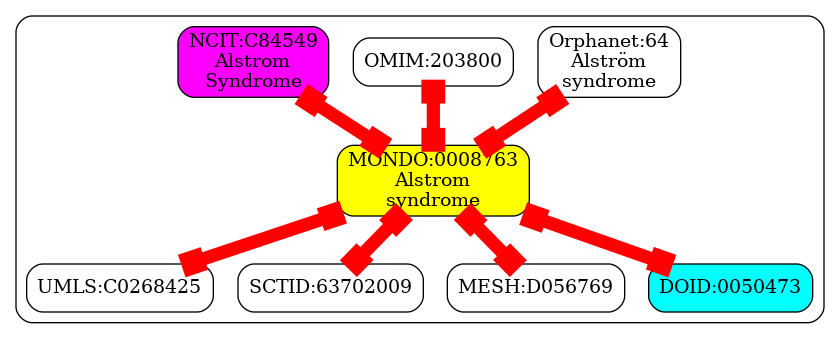 NCIT:C84549
Alstrom
Syndrome
OMIM:203800
Orphanet:64
Alström
syndrome
MONDO:0008763
Alstrom
syndrome
UMLS:C0268425
SCTID:63702009
MESH:D056769
DOID:0050473